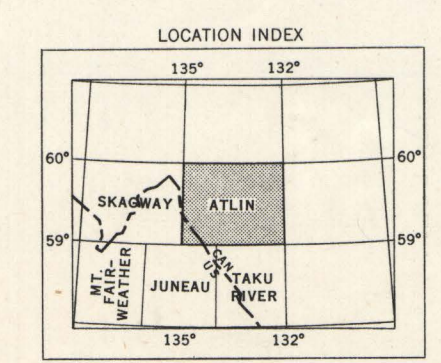 LOCATION INDEX
135° 132°
60° 60°
SKAGWAY ATLIN
59° 59°
CAN
US
MT.
FAIR-
WEATHER
JUNEAU
TAKU
RIVER
135° 132°